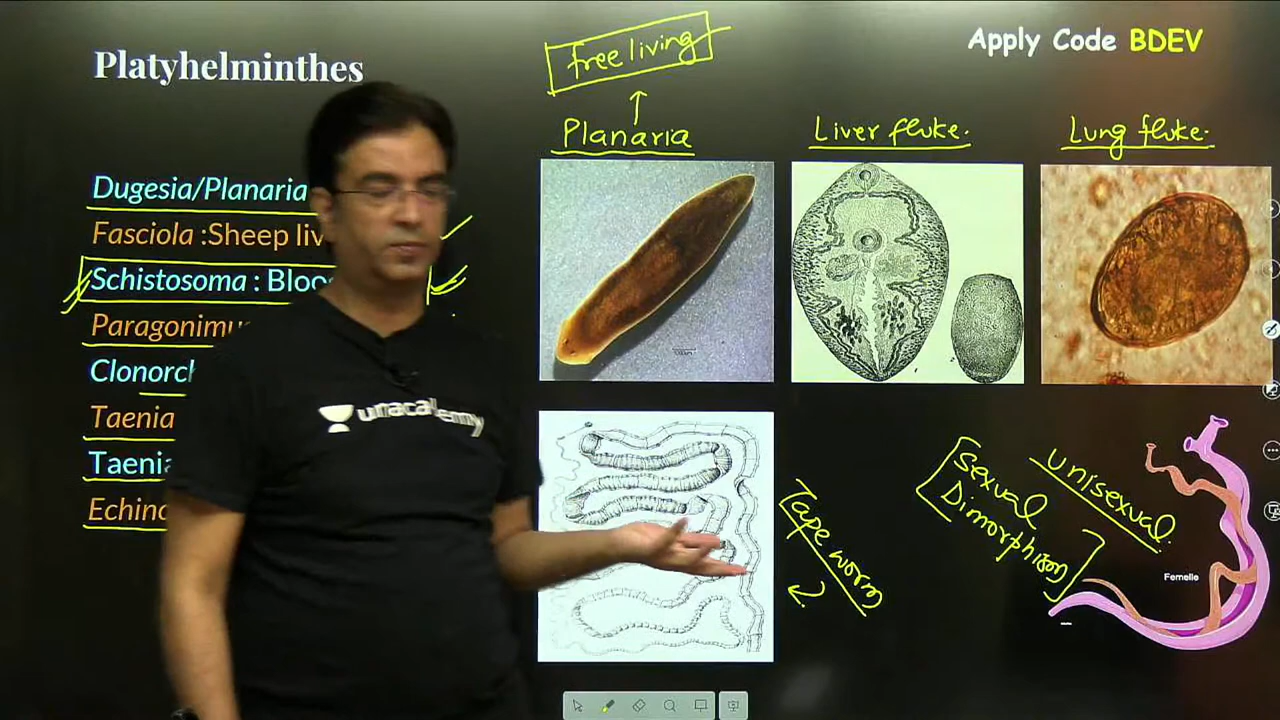 Platyhelminthes
Apply Code BDEV
free living
Planaria
Liver fluke.
Lung fluke.
Dugesia/Planaria
Fasciola :Sheep liv
Schistosoma : Bloo
Paragonimu
Clonorch
Taenia
Taenia
Echino
unacademy
Tape worm
Sexual
Dimorphism
unisexual.
Femelle